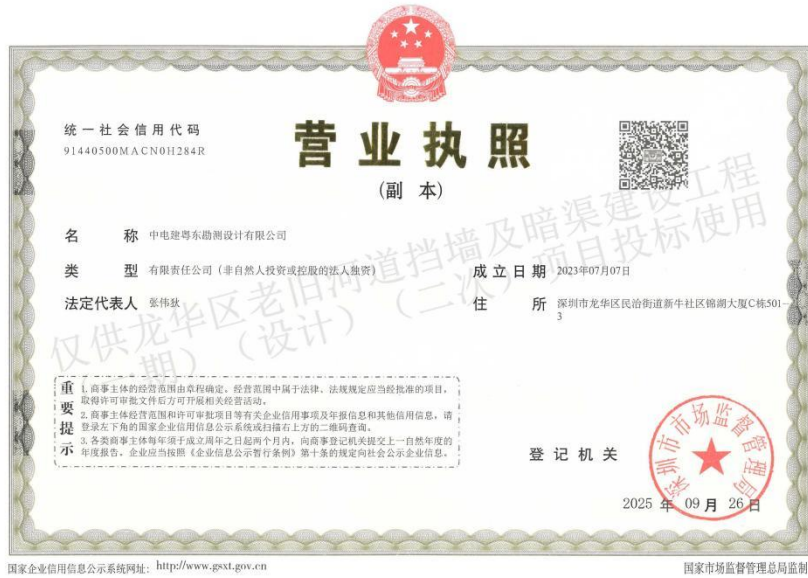 统一社会信用代码
91440500MACN0H284R
营业执照
(副 本)
名 称 中电建粤东勘测设计有限公司
类 型 有限责任公司（非自然人投资或控股的法人独资）
法定代表人 张伟狄
成立日期 2023年07月07日
住 所 深圳市龙华区民治街道新牛社区锦湖大厦C栋501-
3
仅供龙华区老旧河道挡墙及暗渠建设工程
（一期）（设计）（二次）项目投标使用
重要提示
1. 商事主体的经营范围由章程确定。经营范围中属于法律、法规规定应当经批准的项目，
取得许可审批文件后方可开展相关经营活动。
2. 商事主体经营范围和许可审批项目等有关企业信用事项及年报信息和其他信用信息，请
登录左下角的国家企业信用信息公示系统或扫描右上方的二维码查询。
3. 各类商事主体每年须于成立周年之日起两个月内，向商事登记机关提交上一自然年度的
年度报告。企业应当按照《企业信息公示暂行条例》第十条的规定向社会公示企业信息。
登记机关
深圳市市场监督管理局
2025 年 09 月 26 日
国家企业信用信息公示系统网址：http://www.gsxt.gov.cn
国家市场监督管理总局监制